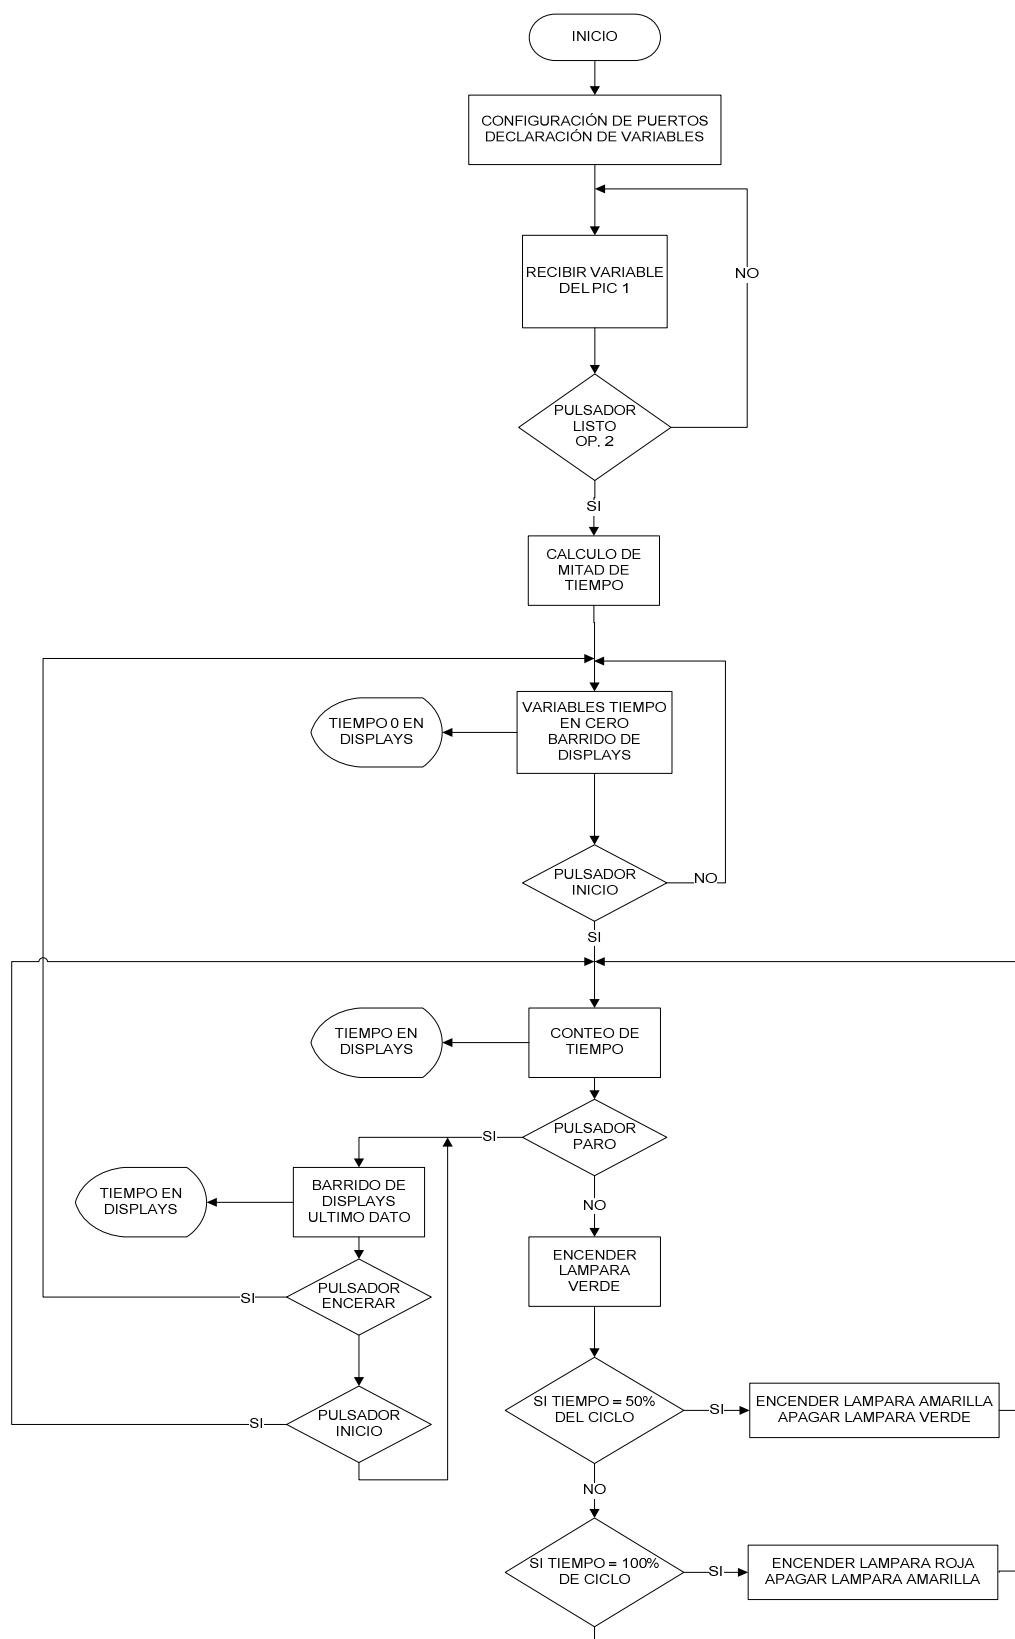 INICIO
CONFIGURACIÓN DE PUERTOS
DECLARACIÓN DE VARIABLES
RECIBIR VARIABLE
DEL PIC 1
NO
PULSADOR
LISTO
OP. 2
SI
CALCULO DE
MITAD DE
TIEMPO
TIEMPO 0 EN
DISPLAYS
VARIABLES TIEMPO
EN CERO
BARRIDO DE
DISPLAYS
PULSADOR
INICIO
NO
SI
TIEMPO EN
DISPLAYS
CONTEO DE
TIEMPO
PULSADOR
PARO
SI
NO
TIEMPO EN
DISPLAYS
BARRIDO DE
DISPLAYS
ULTIMO DATO
PULSADOR
ENCERAR
SI
PULSADOR
INICIO
SI
ENCENDER
LAMPARA
VERDE
SI TIEMPO = 50%
DEL CICLO
SI
ENCENDER LAMPARA AMARILLA
APAGAR LAMPARA VERDE
NO
SI TIEMPO = 100%
DE CICLO
SI
ENCENDER LAMPARA ROJA
APAGAR LAMPARA AMARILLA